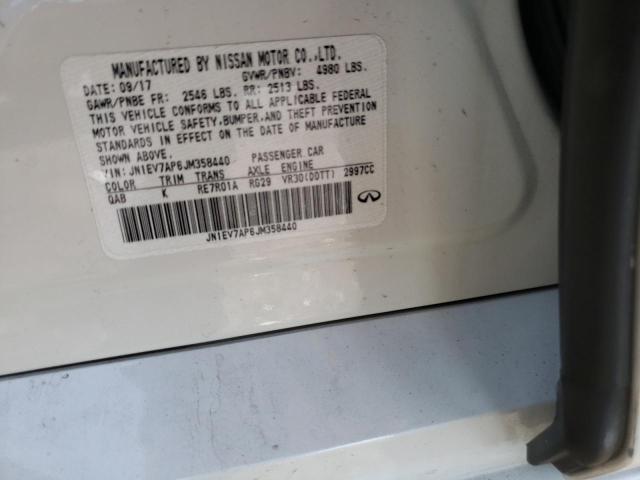 MANUFACTURED BY NISSAN MOTOR CO.,LTD.
DATE: 09/17 GVWR/PNBV: 4980 LBS.
GAWR/PNBE FR: 2546 LBS. RR: 2513 LBS.
THIS VEHICLE CONFORMS TO ALL APPLICABLE FEDERAL
MOTOR VEHICLE SAFETY, BUMPER, AND THEFT PREVENTION
STANDARDS IN EFFECT ON THE DATE OF MANUFACTURE
SHOWN ABOVE.
VIN: JN1EV7AP6JM358440 PASSENGER CAR
COLOR TRIM TRANS AXLE ENGINE
QAB K RE7R01A RG29 VR30(DDTT) 2997CC
JN1EV7AP6JM358440